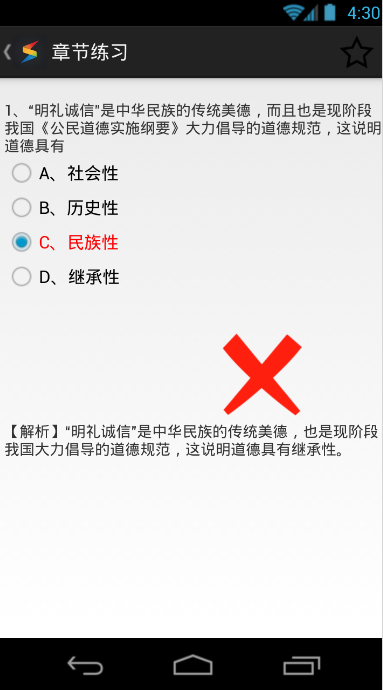 4:30
章节练习
1、“明礼诚信”是中华民族的传统美德，而且也是现阶段
我国《公民道德实施纲要》大力倡导的道德规范，这说明
道德具有
A、社会性
B、历史性
C、民族性
D、继承性
【解析】“明礼诚信”是中华民族的传统美德，也是现阶段
我国大力倡导的道德规范，这说明道德具有继承性。